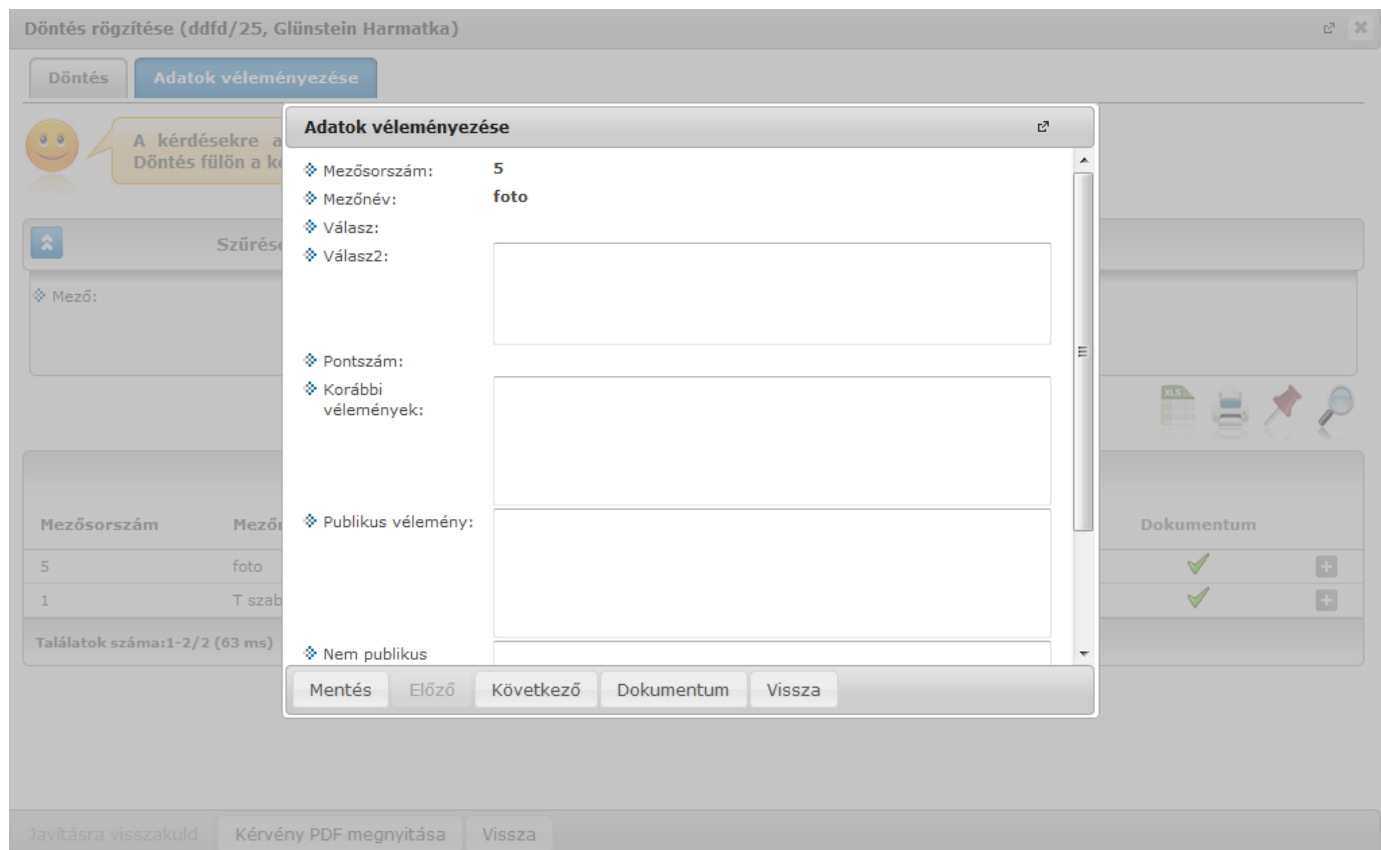 Döntés rögzítése (ddfd/25, Glünstein Harmatka)
Döntés
Adatok véleményezése
A kérdésekre a
Döntés fülön a
Szűrés
Mező:
XLS
Mezősorszám
Dokumentum
5
foto
1
T szab
Találatok száma:1-2/2 (63 ms)
Adatok véleményezése
Mezősorszám:
5
Mezőnév:
foto
Válasz:
Válasz2:
Pontszám:
Korábbi
vélemények:
Publikus vélemény:
Nem publikus
Mentés
Előző
Következő
Dokumentum
Vissza
Javításra visszaküld
Kérvény PDF megnyitása
Vissza